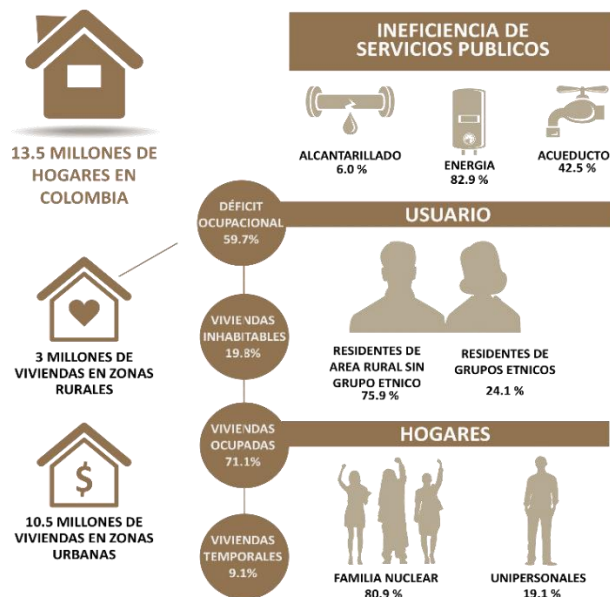 13.5 MILLONES DE
HOGARES EN
COLOMBIA
INEFICIENCIA DE
SERVICIOS PUBLICOS
ALCANTARILLADO
6.0 %
ENERGIA
82.9 %
ACUEDUCTO
42.5 %
DÉFICIT
OCUPACIONAL
59.7%
VIVIENDAS
INHABITABLES
19.8%
VIVIENDAS
OCUPADAS
71.1%
VIVIENDAS
TEMPORALES
9.1%
3 MILLONES DE
VIVIENDAS EN ZONAS
RURALES
$
10.5 MILLONES DE
VIVIENDAS EN ZONAS
URBANAS
USUARIO
RESIDENTES DE
AREA RURAL SIN
GRUPO ETNICO
75.9 %
RESIDENTES DE
GRUPOS ETNICOS
24.1 %
HOGARES
FAMILIA NUCLEAR
80.9 %
UNIPERSONALES
19.1 %